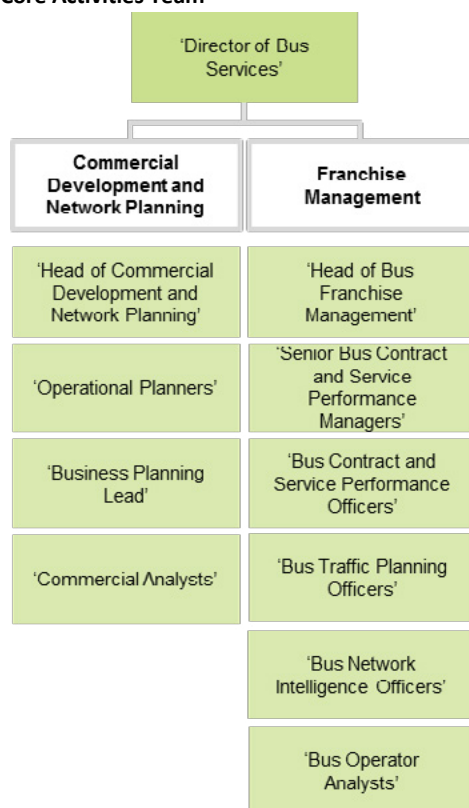 Core Activities Team
‘Director of Bus
Services’
Commercial
Development and
Network Planning
Franchise
Management
‘Head of Commercial
Development and
Network Planning’
‘Head of Bus
Franchise
Management’
‘Operational Planners’
‘Senior Bus Contract
and Service
Performance
Managers’
‘Business Planning
Lead’
‘Bus Contract and
Service Performance
Officers’
‘Commercial Analysts’
‘Bus Traffic Planning
Officers’
‘Bus Network
Intelligence Officers’
‘Bus Operator
Analysts’